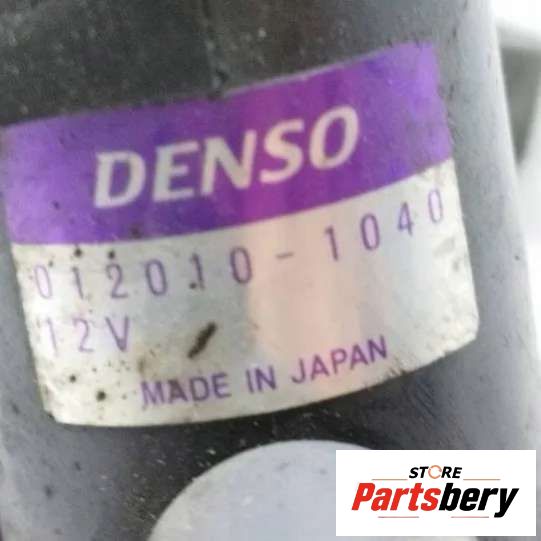 DENSO
012010-1040
12V
MADE IN JAPAN
STORE
Partsbery